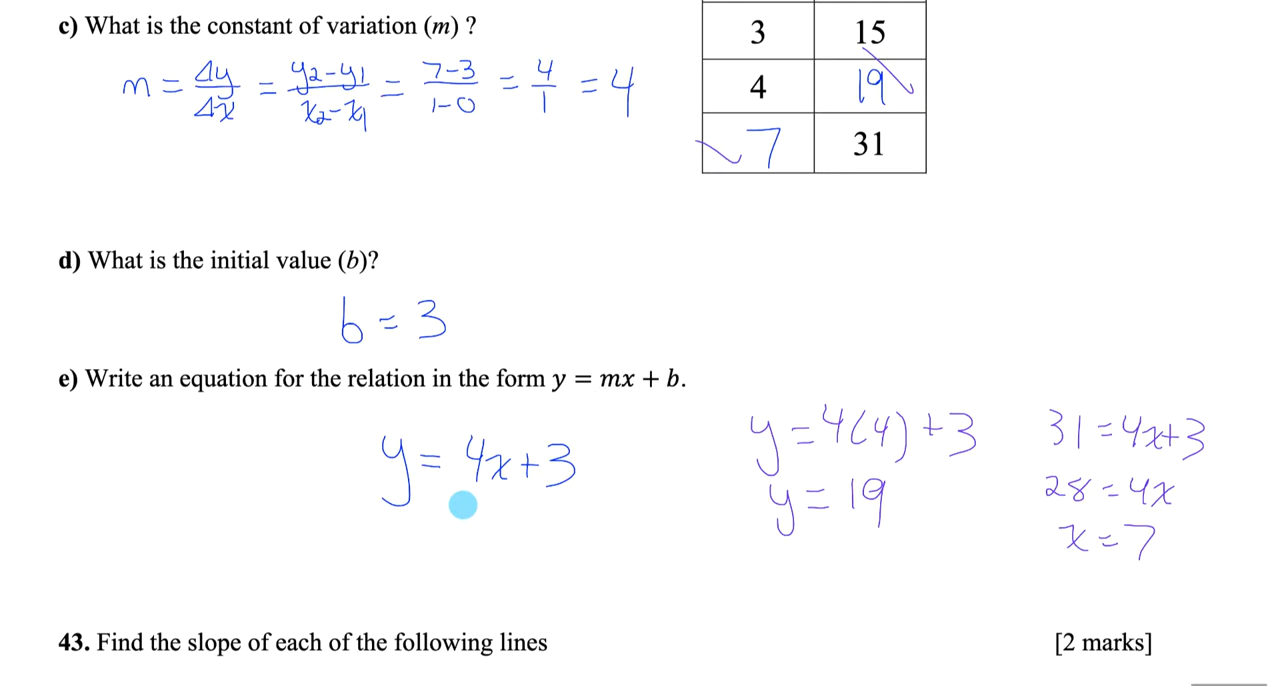 c) What is the constant of variation (m) ?
m = Δy/Δx = y2-y1/x2-x1 = 7-3/1-0 = 4/1 = 4
3 15
4 19
7 31
d) What is the initial value (b)?
b = 3
e) Write an equation for the relation in the form y = mx + b.
y = 4x+3
y = 4(4) + 3
y = 19
31 = 4x+3
28 = 4x
x = 7
43. Find the slope of each of the following lines [2 marks]